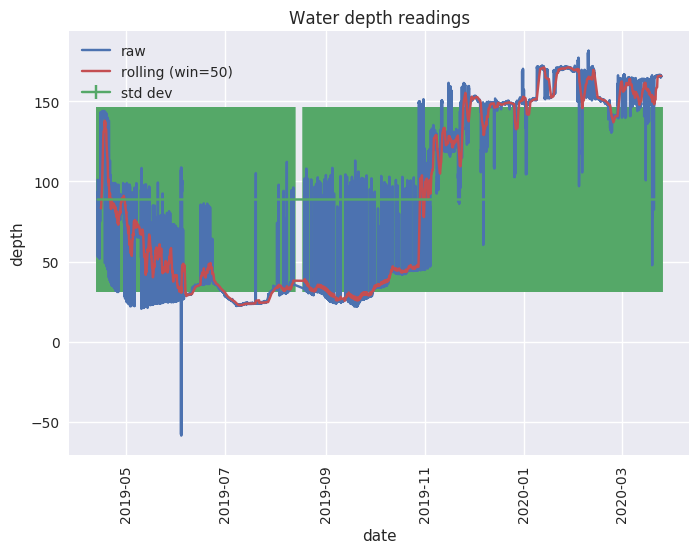 Water depth readings
raw
rolling (win=50)
std dev
150
100
50
0
−50
depth
2019-05
2019-07
2019-09
2019-11
2020-01
2020-03
date